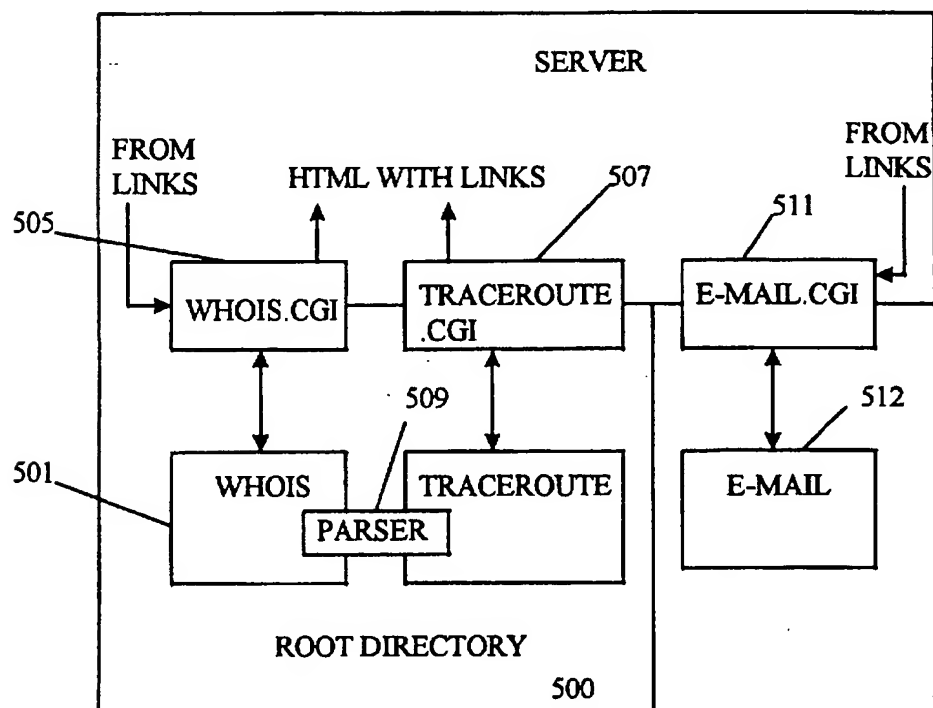 SERVER
FROM
LINKS
HTML WITH LINKS
507
FROM
LINKS
505
511
WHOIS.CGI
TRACEROUTE
.CGI
E-MAIL.CGI
509
512
501
WHOIS
TRACEROUTE
E-MAIL
PARSER
ROOT DIRECTORY
500